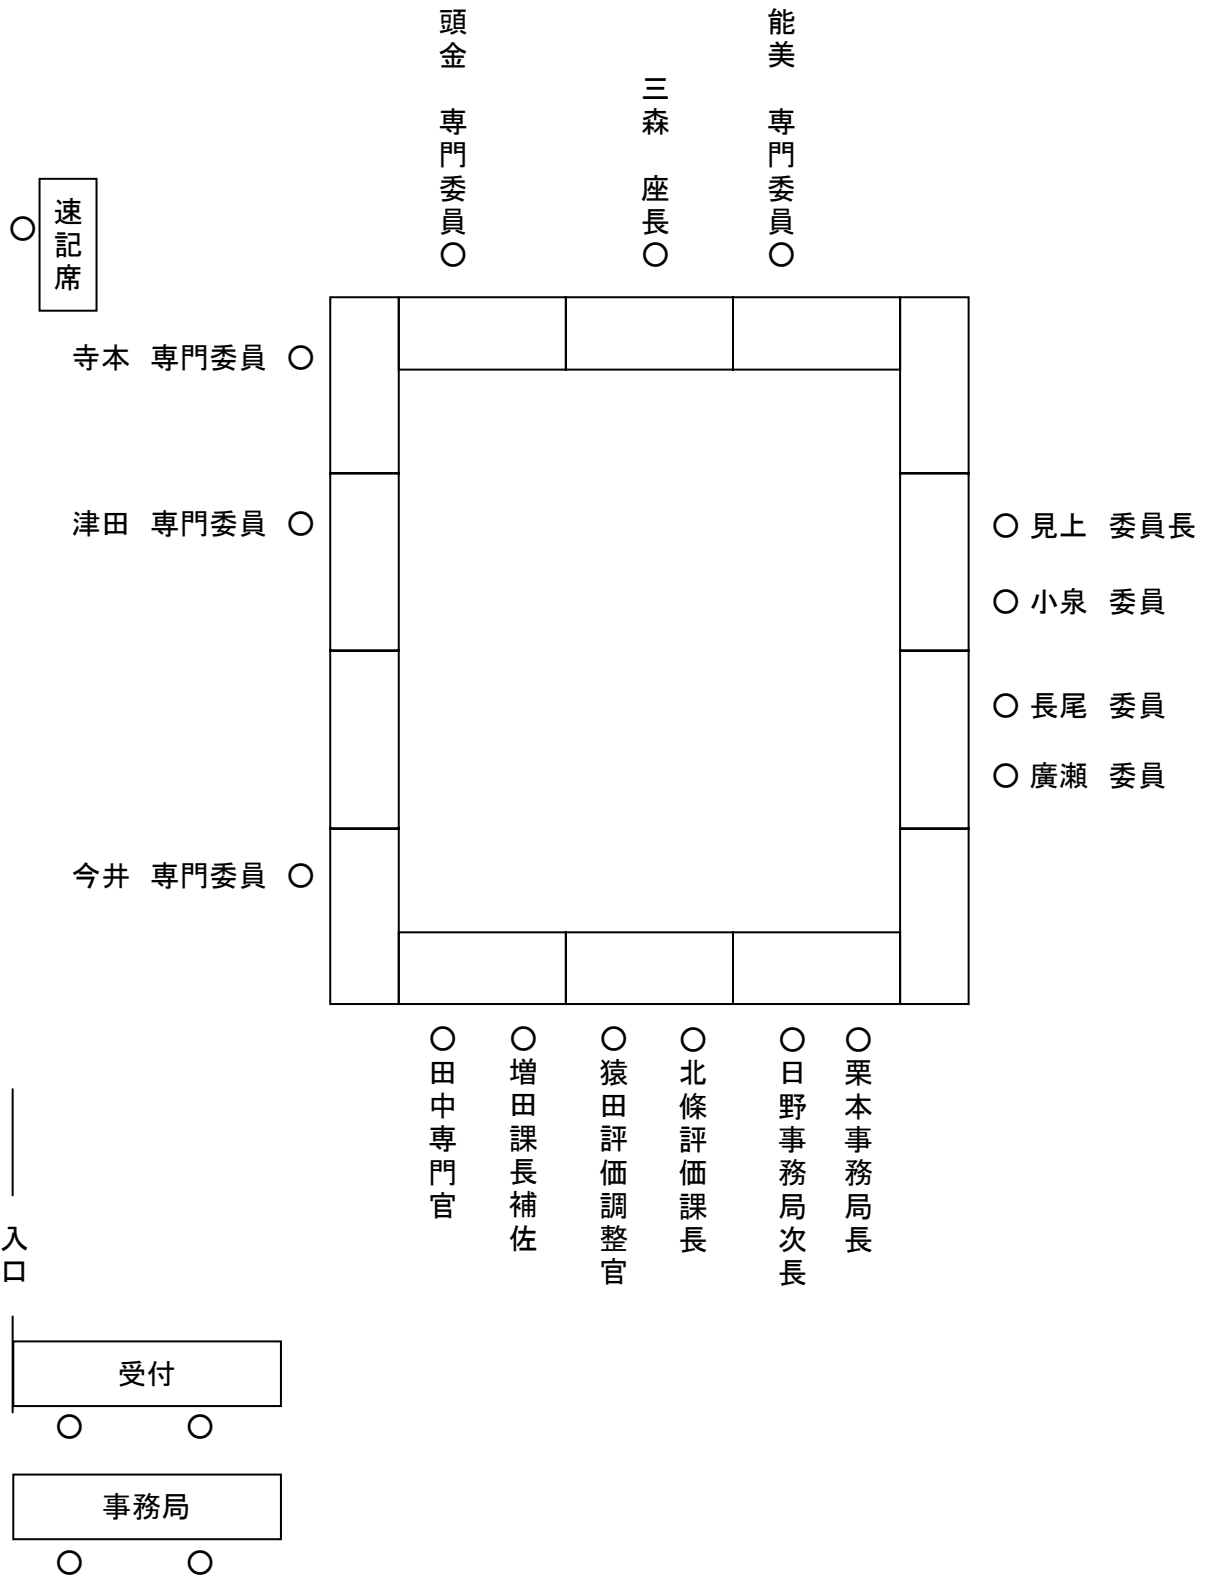 頭金 専門委員○
三森 座長○
能美 専門委員○
○
速記席
寺本 専門委員 ○
津田 専門委員 ○
今井 専門委員 ○
○ 見上 委員長
○ 小泉 委員
○ 長尾 委員
○ 廣瀬 委員
○田中専門官
○増田課長補佐
○猿田評価調整官
○北條評価課長
○日野事務局次長
○栗本事務局長
入口
受付
○ ○
事務局
○ ○